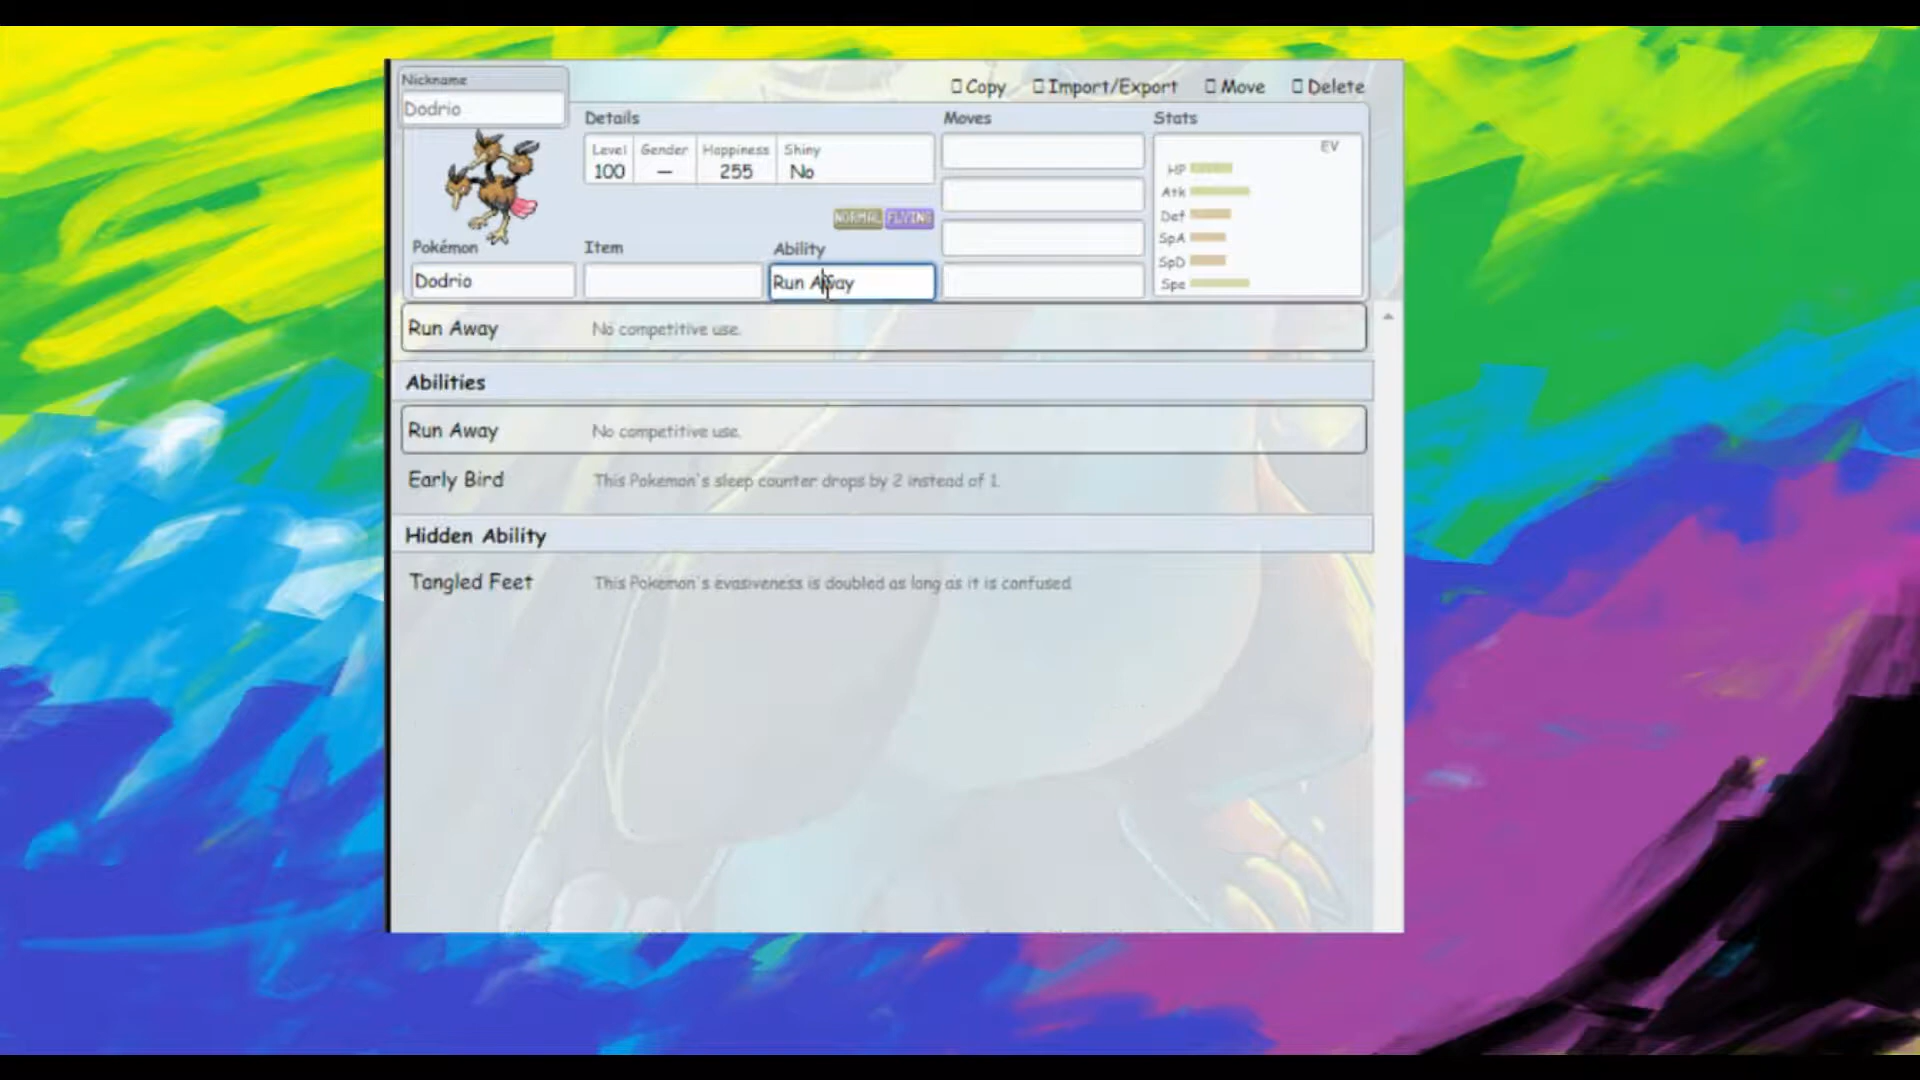 Nickname
Dodrio
Copy Import/Export Move Delete
Details
Moves
Stats
Level Gender Happiness Shiny
100 — 255 No
EV
HP
Atk
Def
SpA
SpD
Spe
NORMAL FLYING
Pokémon
Item
Ability
Dodrio
Run Away
Run Away No competitive use.
Abilities
Run Away No competitive use.
Early Bird This Pokemon's sleep counter drops by 2 instead of 1.
Hidden Ability
Tangled Feet This Pokemon's evasiveness is doubled as long as it is confused.